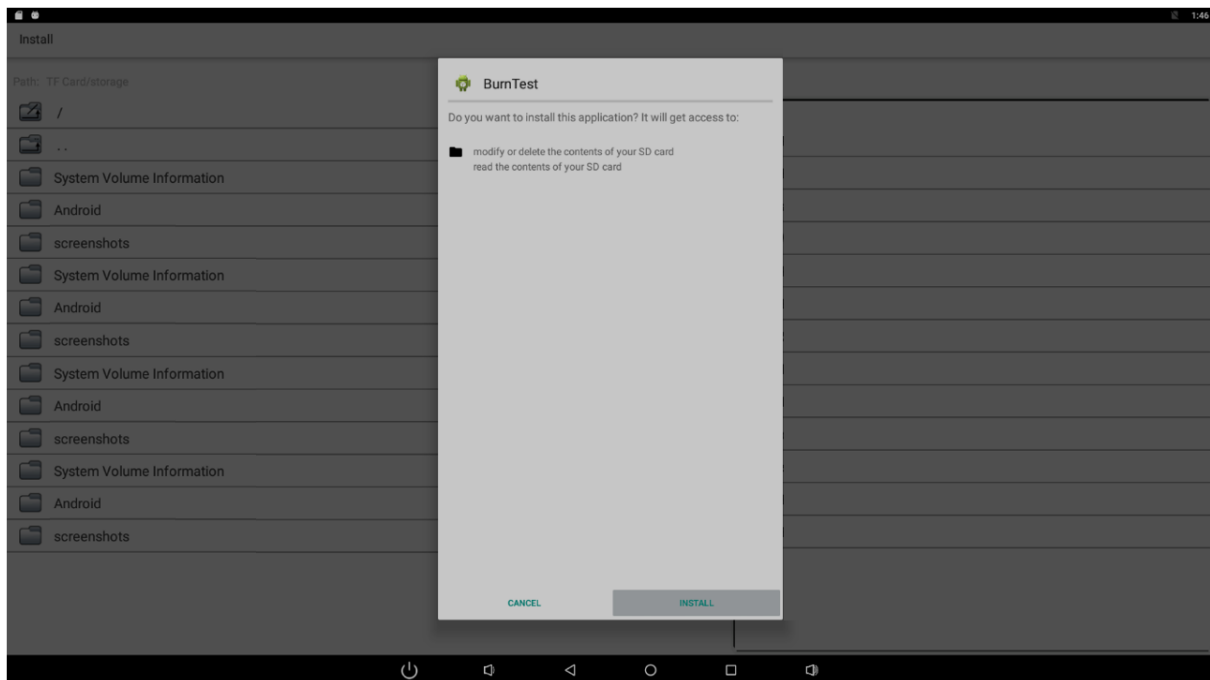 1:46
Install
Path: TF Card/storage
/
. .
System Volume Information
Android
screenshots
System Volume Information
Android
screenshots
System Volume Information
Android
screenshots
System Volume Information
Android
screenshots
BurnTest
Do you want to install this application? It will get access to:
modify or delete the contents of your SD card
read the contents of your SD card
CANCEL
INSTALL